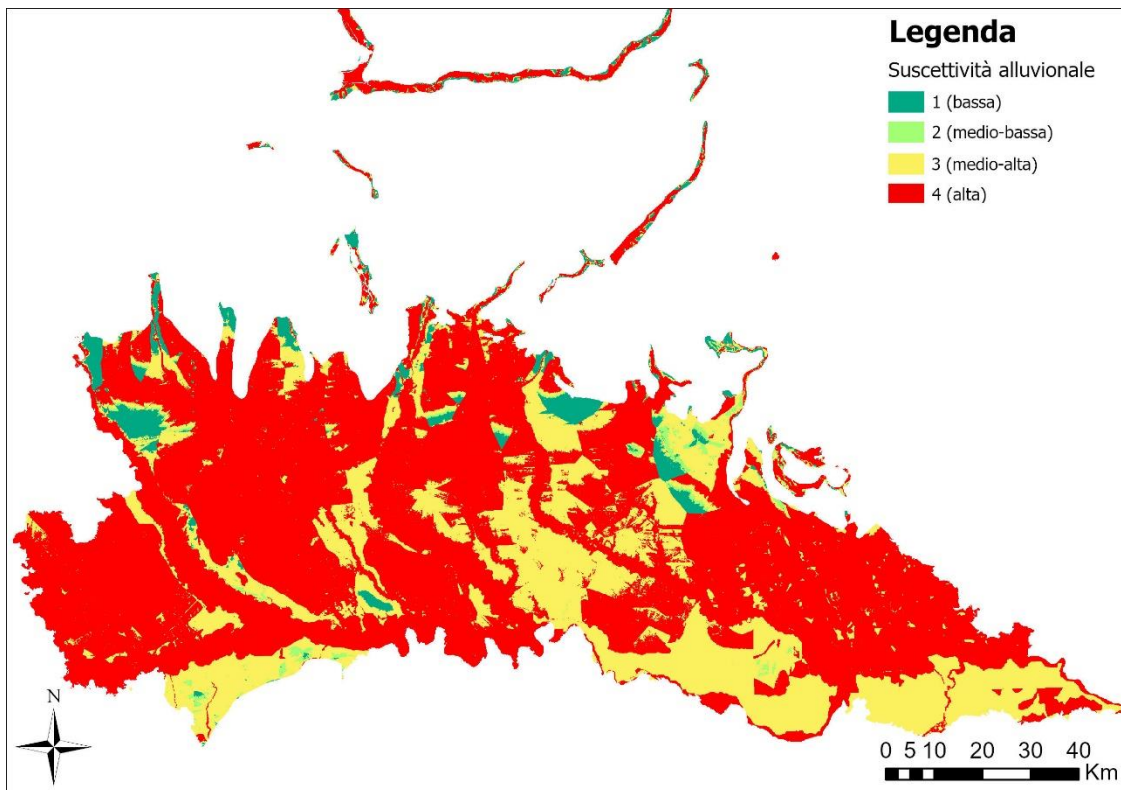 Legenda
Suscettività alluvionale
1 (bassa)
2 (medio-bassa)
3 (medio-alta)
4 (alta)
N
0 5 10 20 30 40
Km